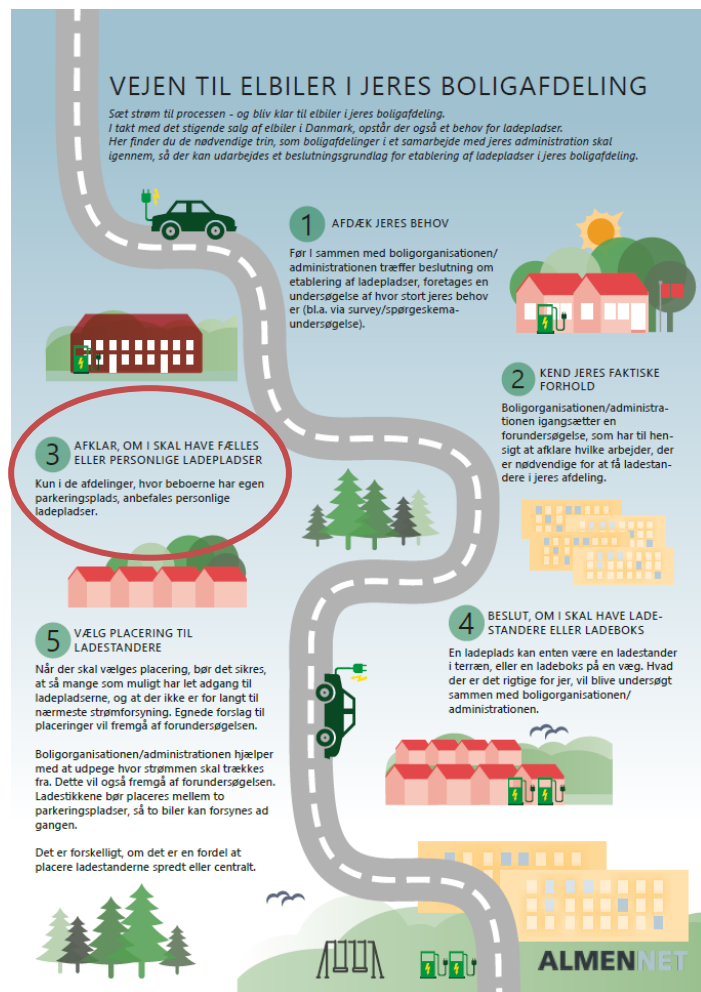 VEJEN TIL ELBILER I JERES BOLIGAFDELING
Sæt strøm til processen - og bliv klar til elbiler i jeres boligafdeling.
I takt med det stigende salg af elbiler i Danmark, opstår der også et behov for ladepladser.
Her finder du de nødvendige trin, som boligafdelinger i et samarbejde med jeres administration skal
igennem, så der kan udarbejdes et beslutningsgrundlag for etablering af ladepladser i jeres boligafdeling.
1 AFDÆK JERES BEHOV
Før I sammen med boligorganisationen/
administrationen træffer beslutning om
etablering af ladepladser, foretages en
undersøgelse af hvor stort jeres behov
er (bl.a. via survey/spørgeskema-
undersøgelse).
2 KEND JERES FAKTISKE
FORHOLD
Boligorganisationen/administra-
tionen igangsætter en
forundersøgelse, som har til hen-
sigt at afklare hvilke arbejder, der
er nødvendige for at få ladestan-
dere i jeres afdeling.
3 AFKLAR, OM I SKAL HAVE FÆLLES
ELLER PERSONLIGE LADEPLADSER
Kun i de afdelinger, hvor beboerne har egen
parkeringsplads, anbefales personlige
ladepladser.
4 BESLUT, OM I SKAL HAVE LADE-
STANDERE ELLER LADEBOKS
En ladeplads kan enten være en ladestander
i terræn, eller en ladeboks på en væg. Hvad
der er det rigtige for jer, vil blive undersøgt
sammen med boligorganisationen/
administrationen.
5 VÆLG PLACERING TIL
LADESTANDERE
Når der skal vælges placering, bør det sikres,
at så mange som muligt har let adgang til
ladepladserne, og at der ikke er for langt til
nærmeste strømforsyning. Egnede forslag til
placeringer vil fremgå af forundersøgelsen.
Boligorganisationen/administrationen hjælper
med at udpege hvor strømmen skal trækkes
fra. Dette vil også fremgå af forundersøgelsen.
Ladestikkene bør placeres mellem to
parkeringspladser, så to biler kan forsynes ad
gangen.
Det er forskelligt, om det er en fordel at
placere ladestanderne spredt eller centralt.
ALMENNET